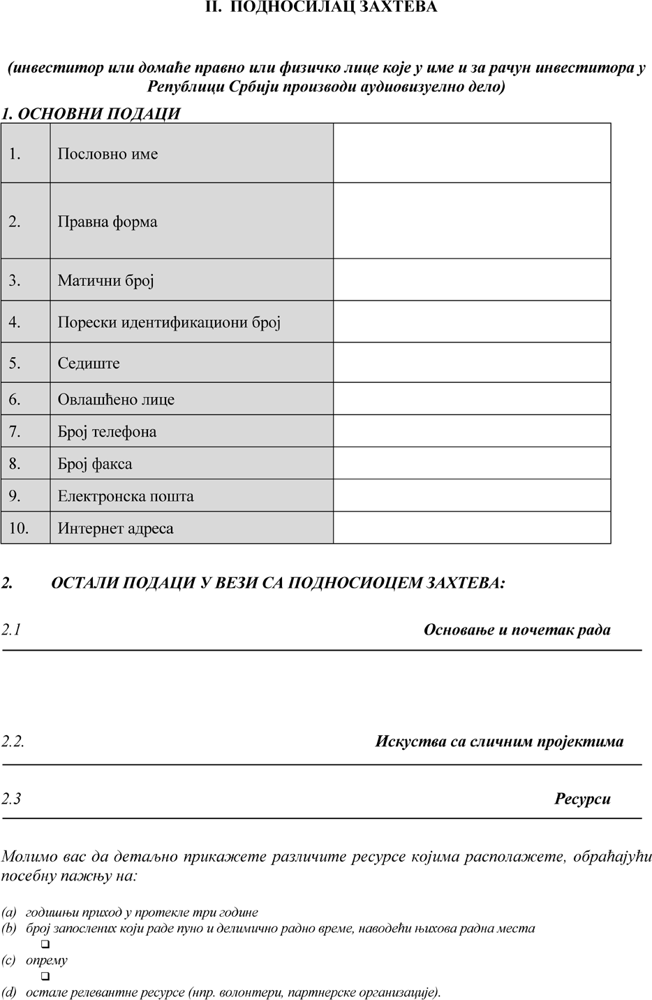 II. ПОДНОСИЛАЦ ЗАХТЕВА
(инвеститор или домаће правно или физичко лице које у име и за рачун инвеститора у
Републици Србији производи аудиовизуелно дело)
1. ОСНОВНИ ПОДАЦИ
1. Пословно име
2. Правна форма
3. Матични број
4. Порески идентификациони број
5. Седиште
6. Овлашћено лице
7. Број телефона
8. Број факса
9. Електронска пошта
10. Интернет адреса
2. ОСТАЛИ ПОДАЦИ У ВЕЗИ СА ПОДНОСИОЦЕМ ЗАХТЕВА:
2.1 Основање и почетак рада
2.2. Искуства са сличним пројектима
2.3 Ресурси
Молимо вас да детаљно прикажете различите ресурсе којима располажете, обраћајући
посебну пажњу на:
(a) годишњи приход у протекле три године
(b) број запослених који раде пуно и делимично радно време, наводећи њихова радна места
❑
(c) опрему
❑
(d) остале релевантне ресурсе (нпр. волонтери, партнерске организације).